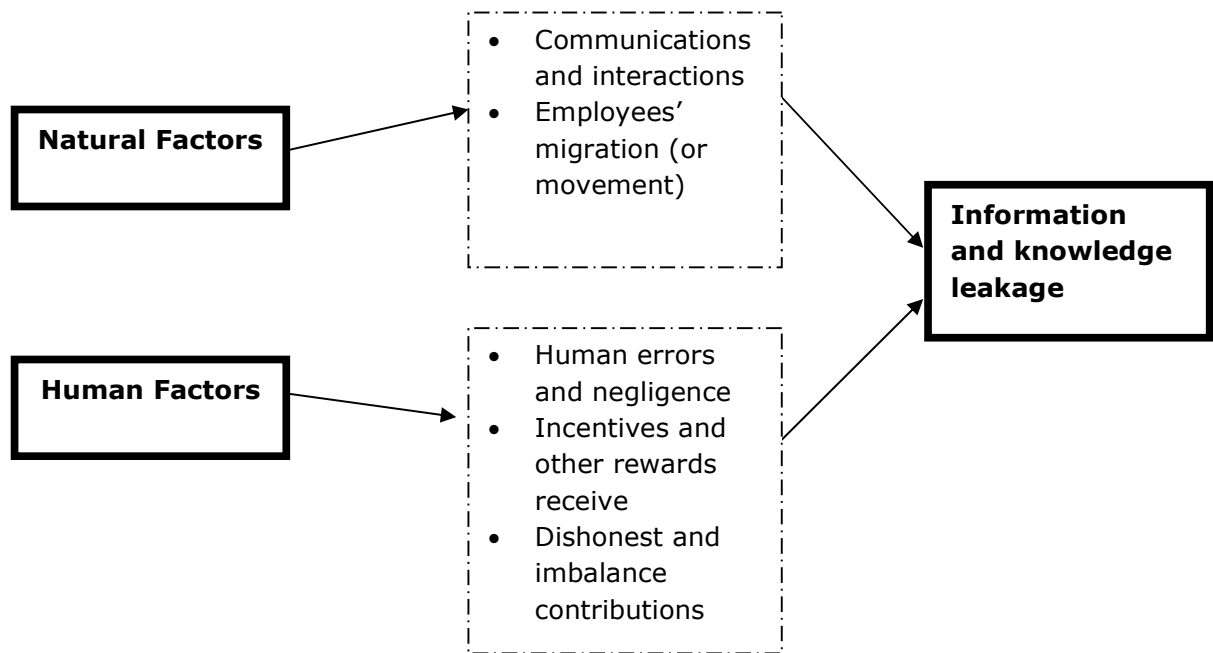 Natural Factors
• Communications
and interactions
• Employees’
migration (or
movement)
Information
and knowledge
leakage
Human Factors
• Human errors
and negligence
• Incentives and
other rewards
receive
• Dishonest and
imbalance
contributions